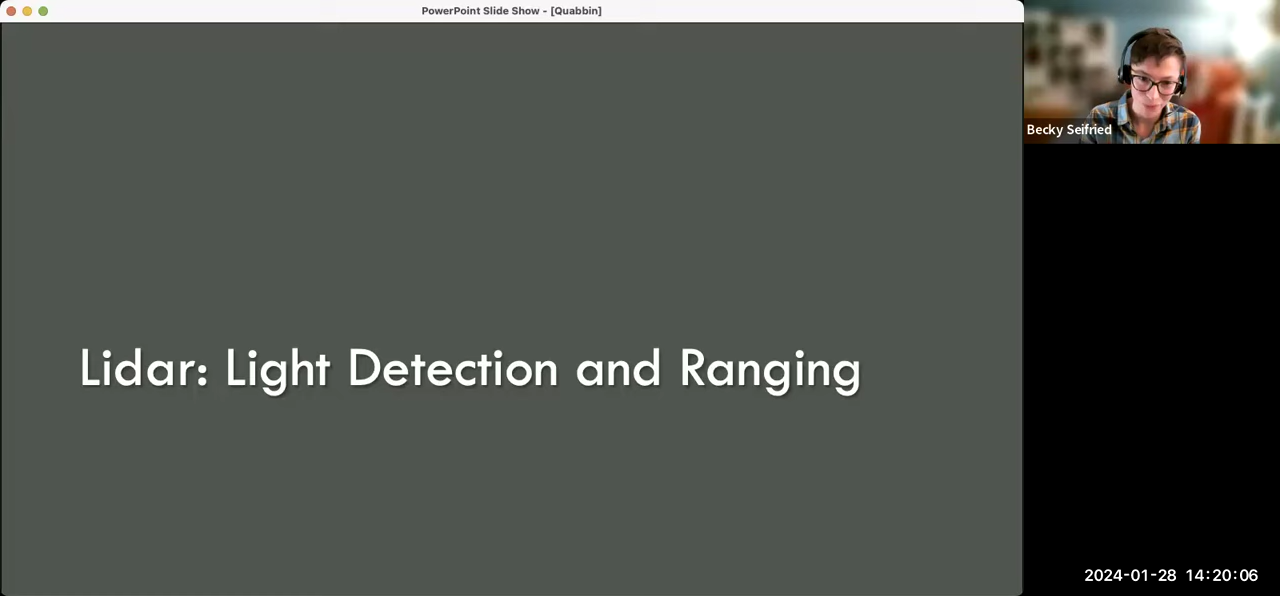 PowerPoint Slide Show - [Quabbin]
Becky Seifried
Lidar: Light Detection and Ranging
2024-01-28 14:20:06